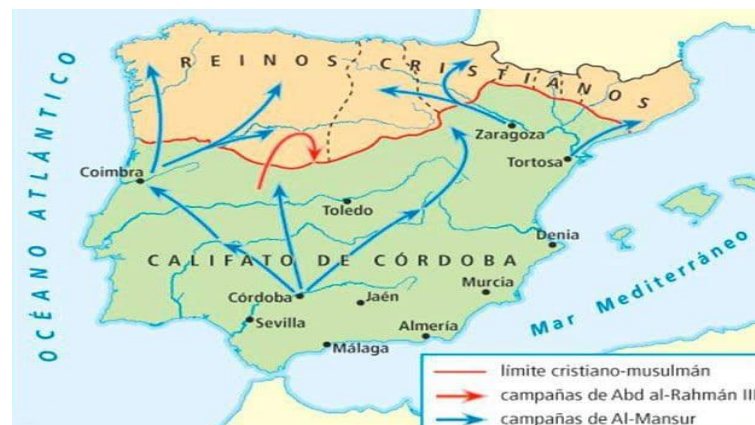 REINOS CRISTIANOS
OCÉANO ATLÁNTICO
Zaragoza
Tortosa
Coimbra
Toledo
Denia
CALIFATO DE CÓRDOBA
Mar Mediterráneo
Murcia
Córdoba
Jaén
Sevilla
Almería
Málaga
límite cristiano-musulmán
campañas de Abd al-Rahmán III
campañas de Al-Mansur